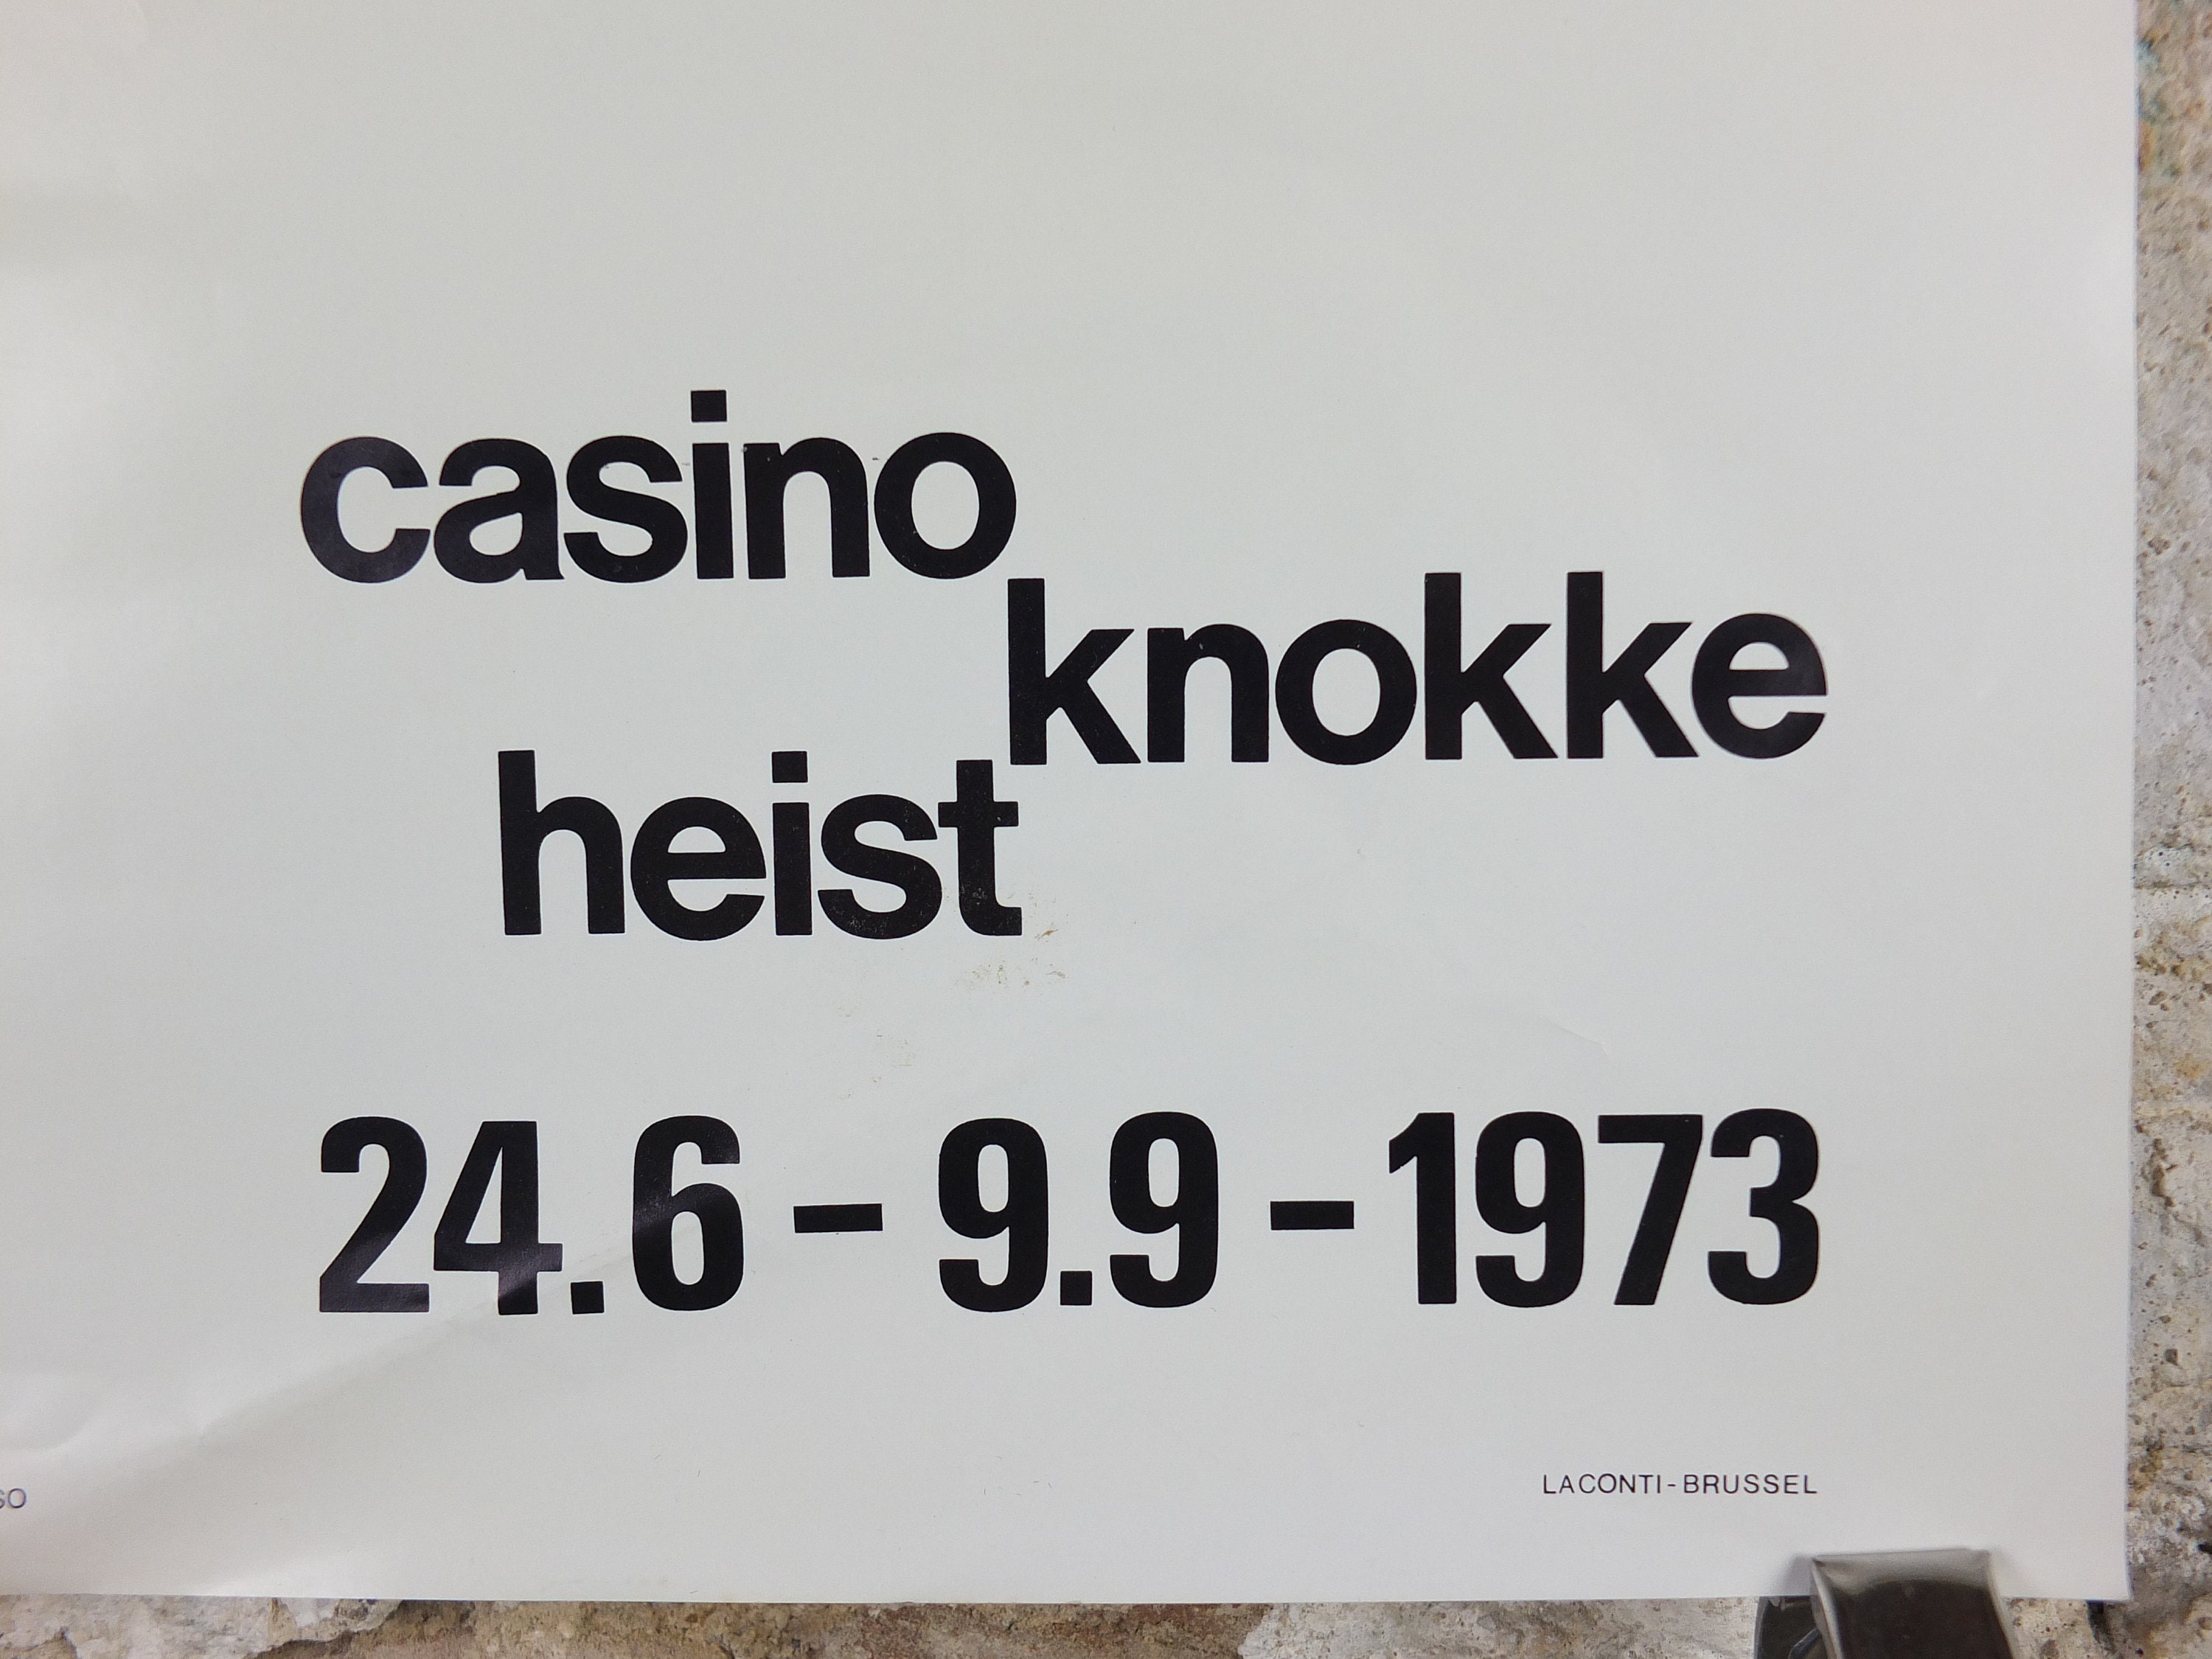 casino
knokke
heist
24.6 – 9.9 – 1973
LACONTI-BRUSSEL